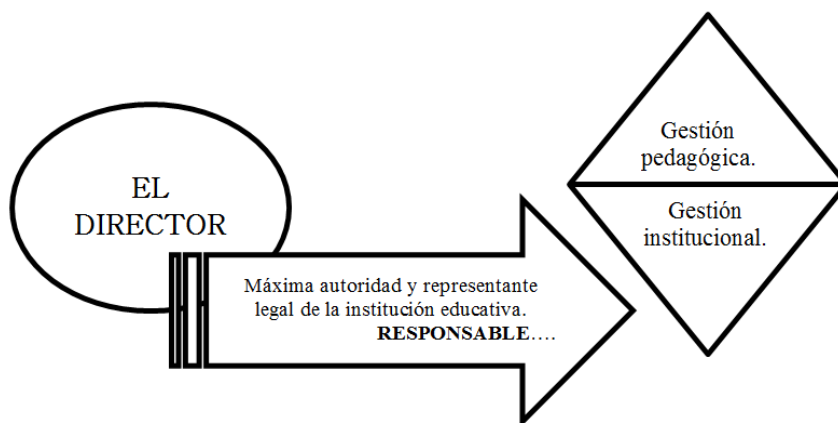 EL
DIRECTOR
Máxima autoridad y representante
legal de la institución educativa.
RESPONSABLE....
Gestión
pedagógica.
Gestión
institucional.